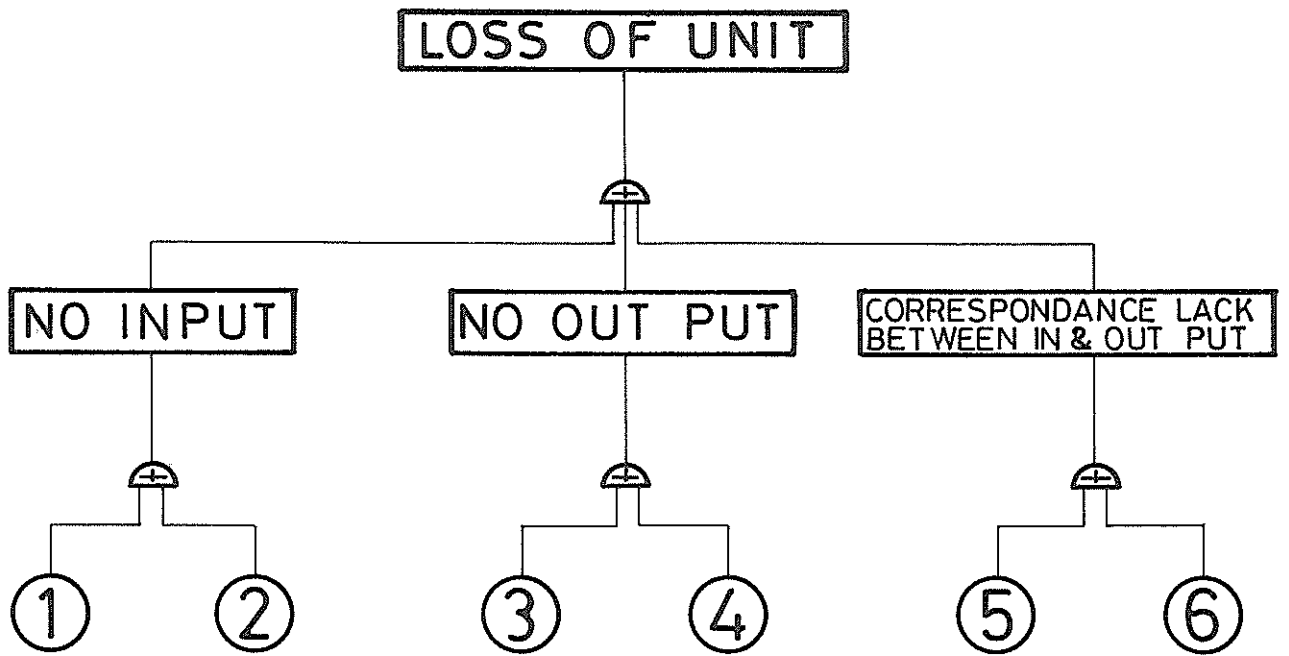 LOSS OF UNIT
NO INPUT
NO OUT PUT
CORRESPONDANCE LACK
BETWEEN IN & OUT PUT
1
2
3
4
5
6